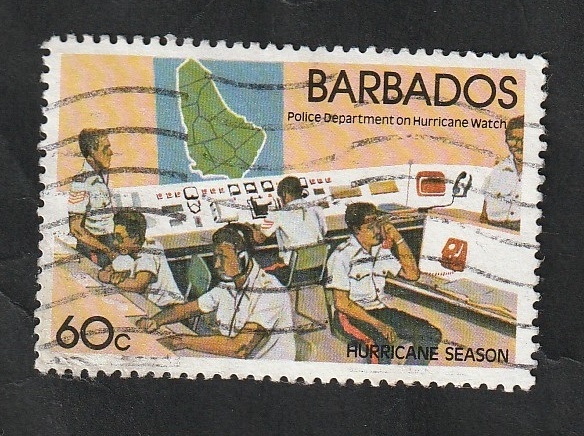 BARBADOS
Police Department on Hurricane Watch
60c
HURRICANE SEASON